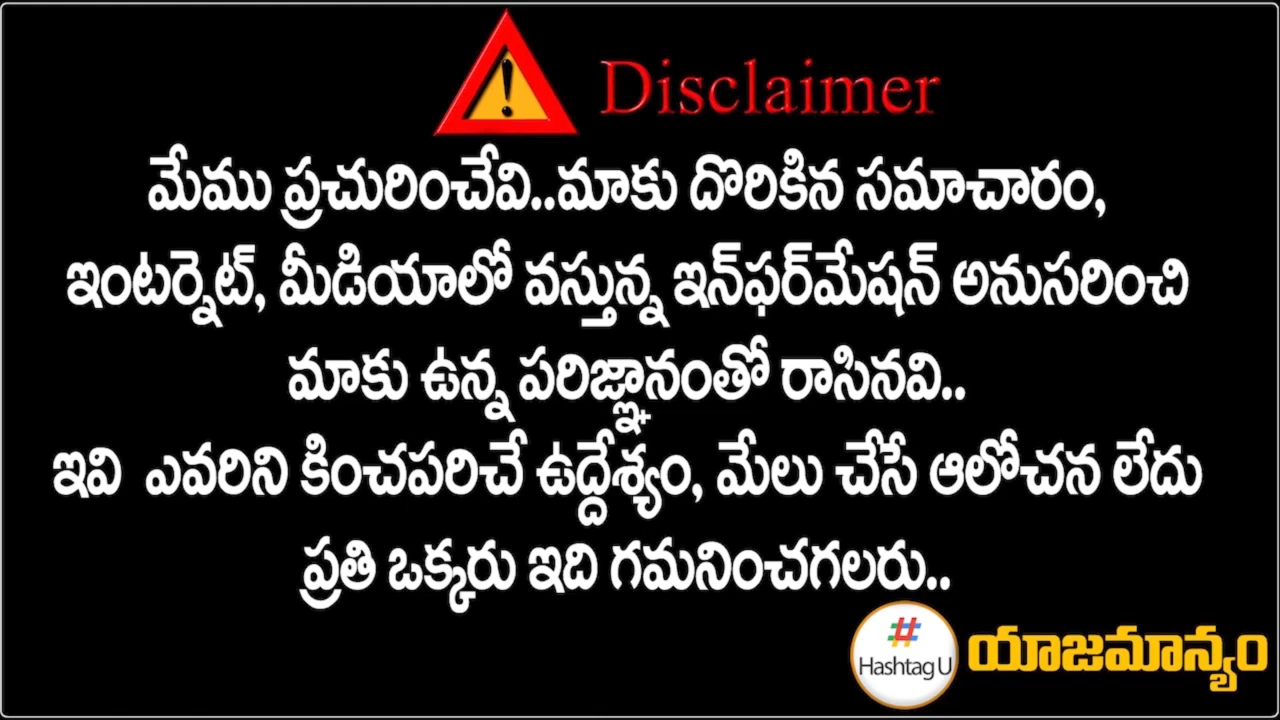 Disclaimer
మేము ప్రచురించేవి..మాకు దొరికిన సమాచారం,
ఇంటర్నెట్, మీడియాలో వస్తున్న ఇన్‌ఫర్‌మేషన్ అనుసరించి
మాకు ఉన్న పరిజ్ఞానంతో రాసినవి..
ఇవి ఎవరిని కించపరిచే ఉద్దేశ్యం, మేలు చేసే ఆలోచన లేదు
ప్రతి ఒక్కరు ఇది గమనించగలరు..
#
Hashtag U
యాజమాన్యం